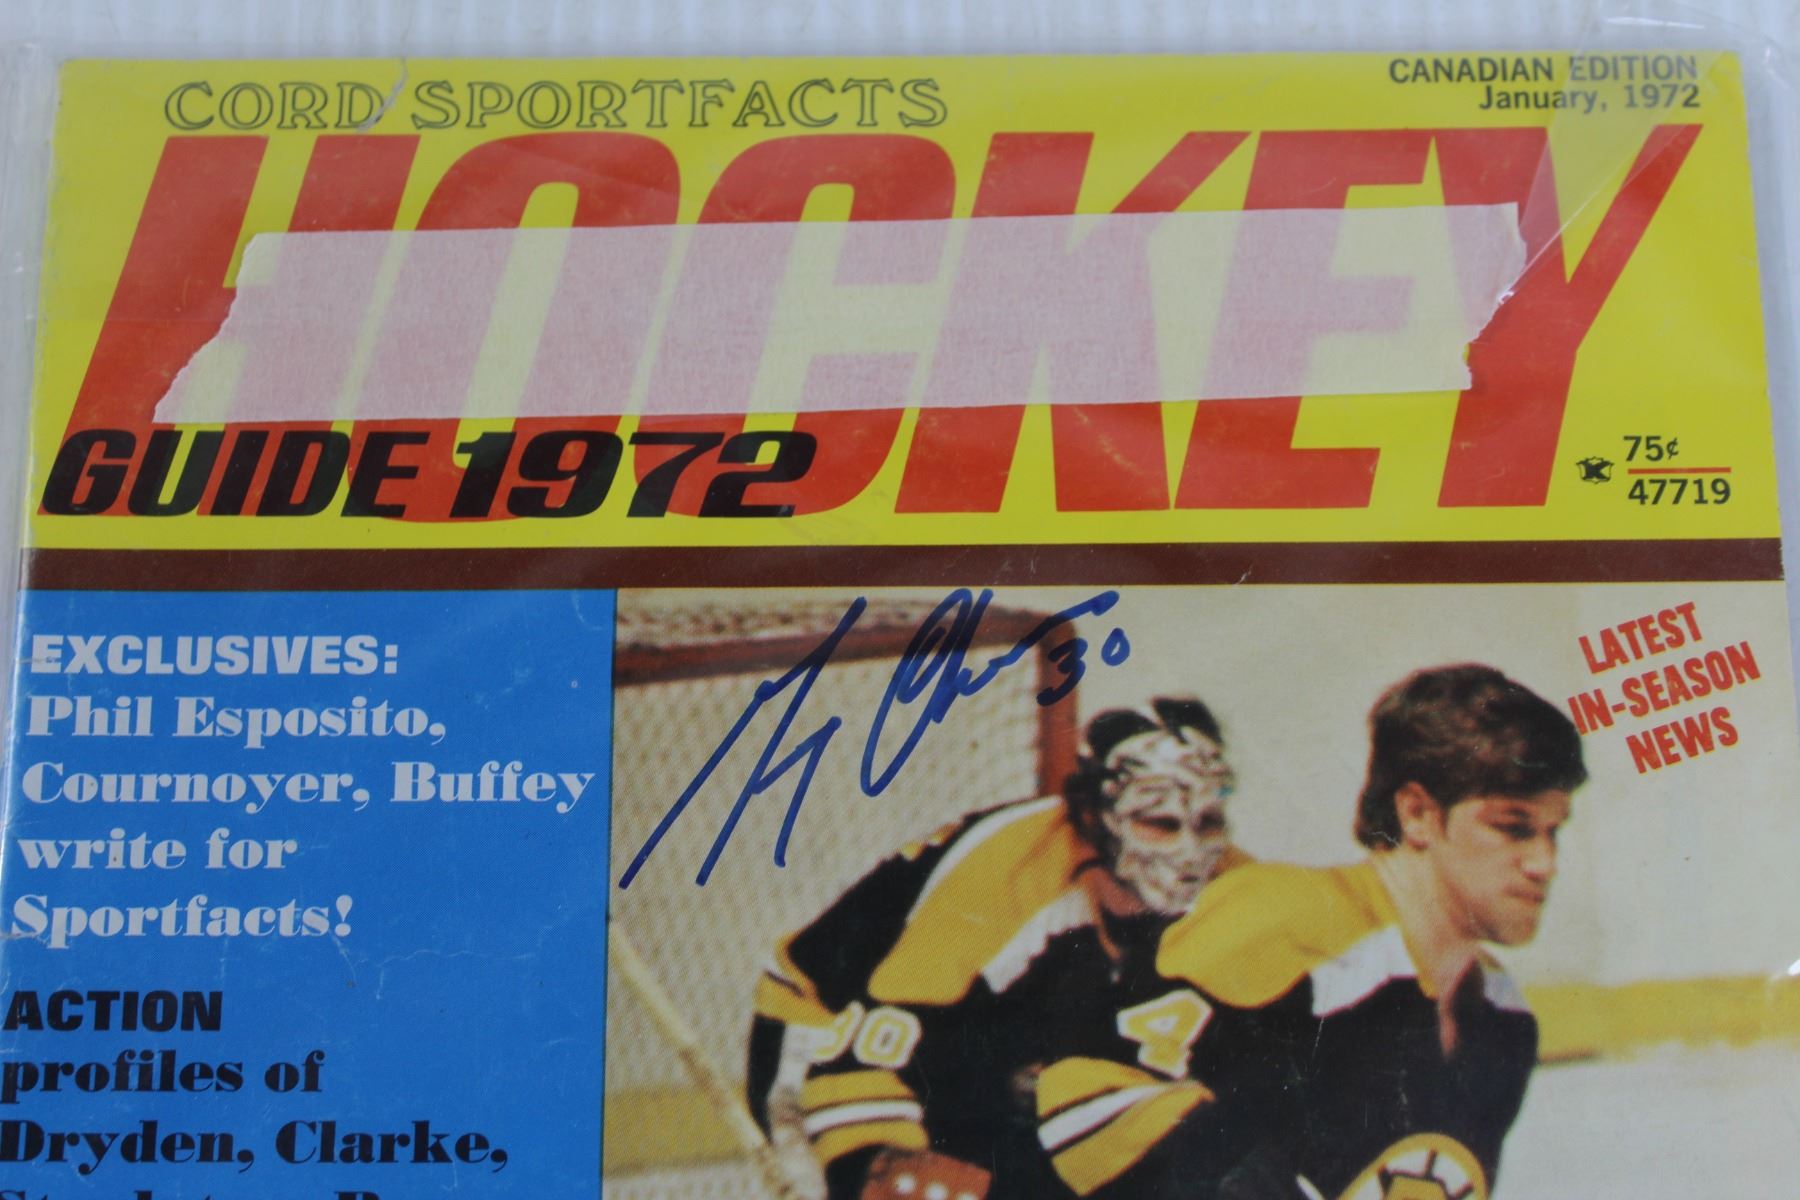 CORD SPORTFACTS
CANADIAN EDITION
January, 1972
HOCKEY
GUIDE 1972
75¢
47719
EXCLUSIVES:
Phil Esposito,
Cournoyer, Buffey
write for
Sportfacts!
ACTION
profiles of
Dryden, Clarke,
LATEST
IN-SEASON
NEWS
30
30
4